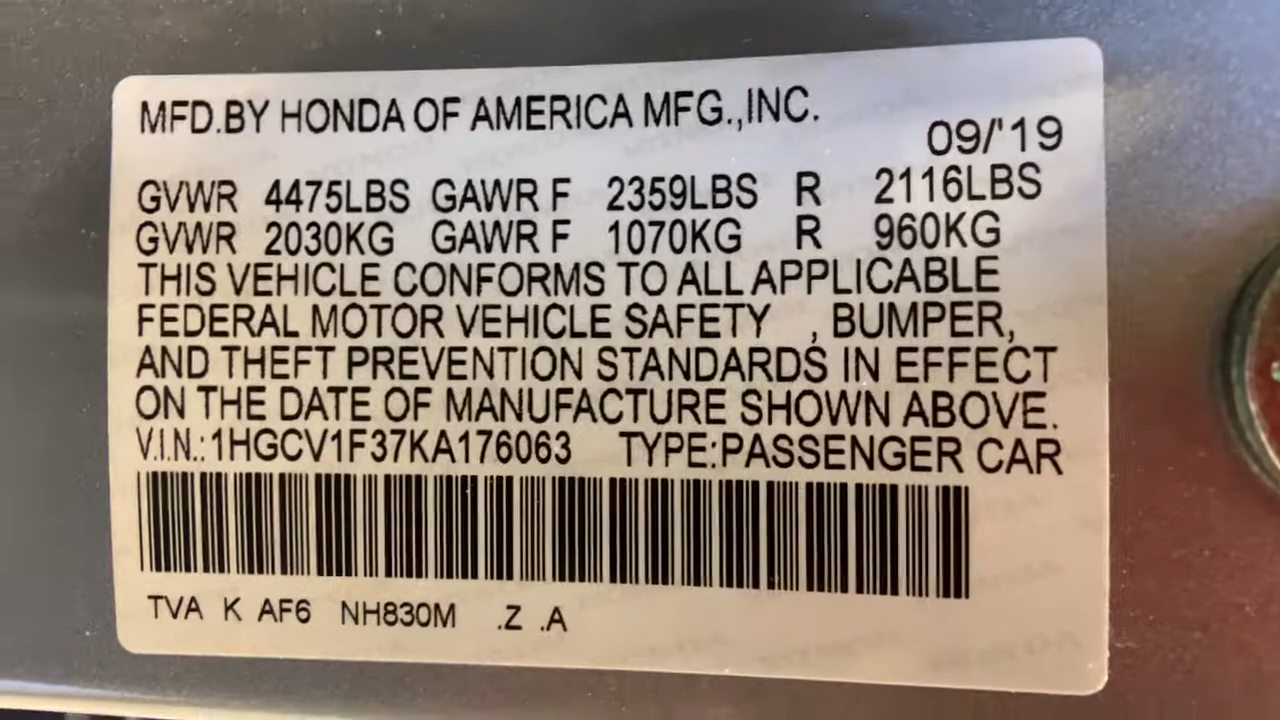 MFD.BY HONDA OF AMERICA MFG.,INC.
09/'19
GVWR 4475LBS GAWR F 2359LBS R 2116LBS
GVWR 2030KG GAWR F 1070KG R 960KG
THIS VEHICLE CONFORMS TO ALL APPLICABLE
FEDERAL MOTOR VEHICLE SAFETY , BUMPER,
AND THEFT PREVENTION STANDARDS IN EFFECT
ON THE DATE OF MANUFACTURE SHOWN ABOVE.
V.I.N.:1HGCV1F37KA176063 TYPE:PASSENGER CAR
TVA K AF6 NH830M .Z .A